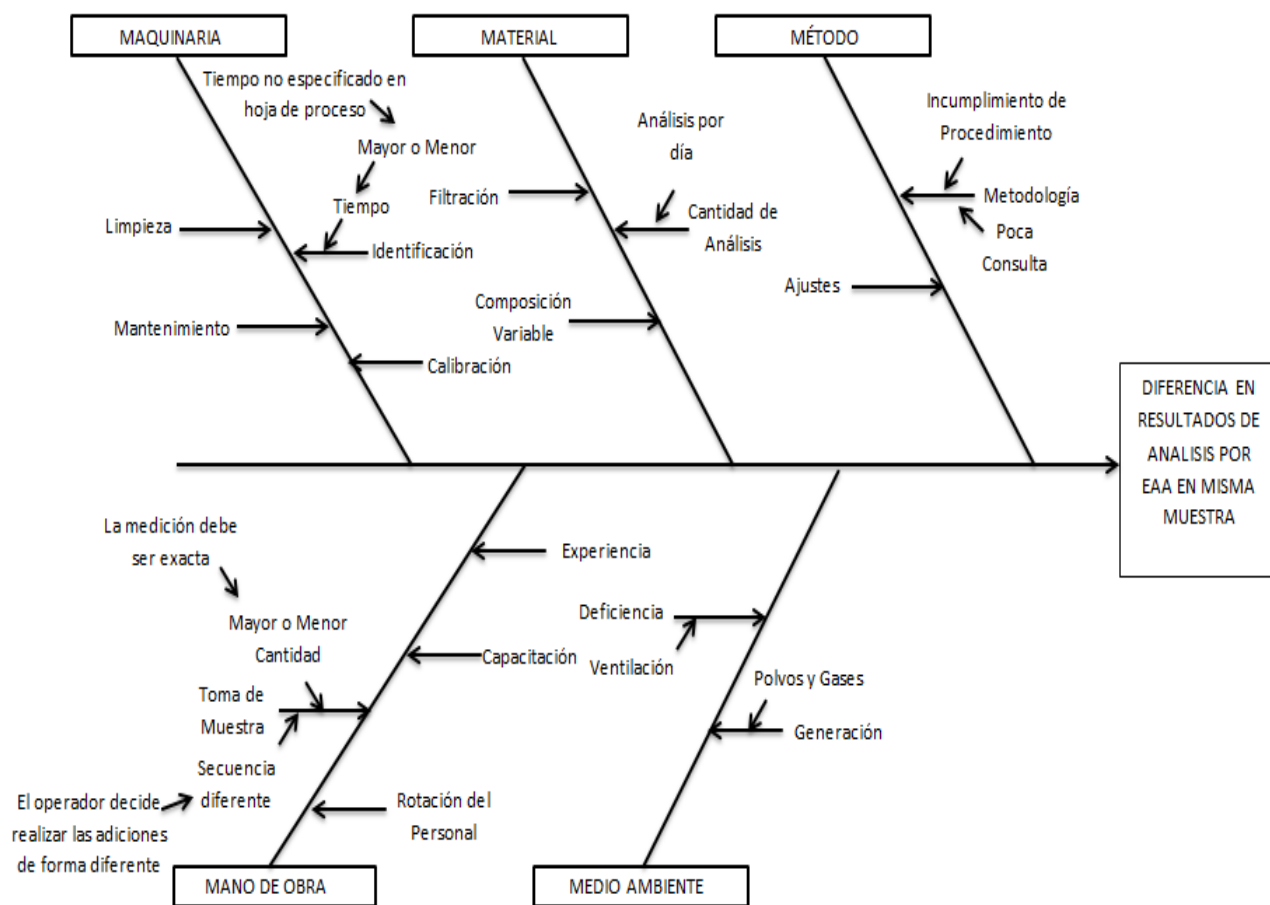 MAQUINARIA
MATERIAL
MÉTODO
Tiempo no especificado en
hoja de proceso
Mayor o Menor
Tiempo
Limpieza
Identificación
Mantenimiento
Calibración
Análisis por
día
Filtración
Cantidad de
Análisis
Composición
Variable
Incumplimiento de
Procedimiento
Metodología
Poca
Consulta
Ajustes
DIFERENCIA EN
RESULTADOS DE
ANALISIS POR
EAA EN MISMA
MUESTRA
La medición debe
ser exacta
Mayor o Menor
Cantidad
Toma de
Muestra
Secuencia
diferente
El operador decide
realizar las adiciones
de forma diferente
Experiencia
Capacitación
Rotación del
Personal
Deficiencia
Ventilación
Polvos y Gases
Generación
MANO DE OBRA
MEDIO AMBIENTE